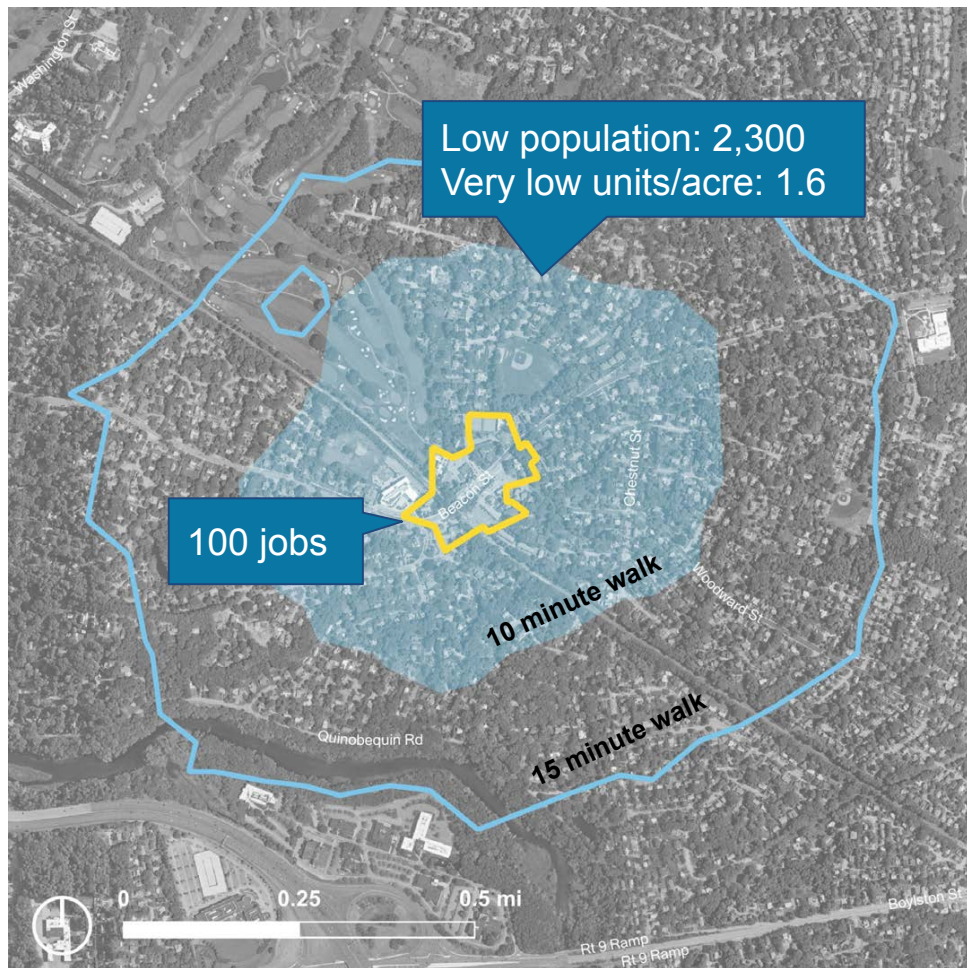 Washington St
Low population: 2,300
Very low units/acre: 1.6
Chestnut St
Beacon St
100 jobs
10 minute walk
Woodward St
15 minute walk
Quinobequin Rd
0 0.25 0.5 mi
Boylston St
Rt 9 Ramp
Rt 9 Ramp